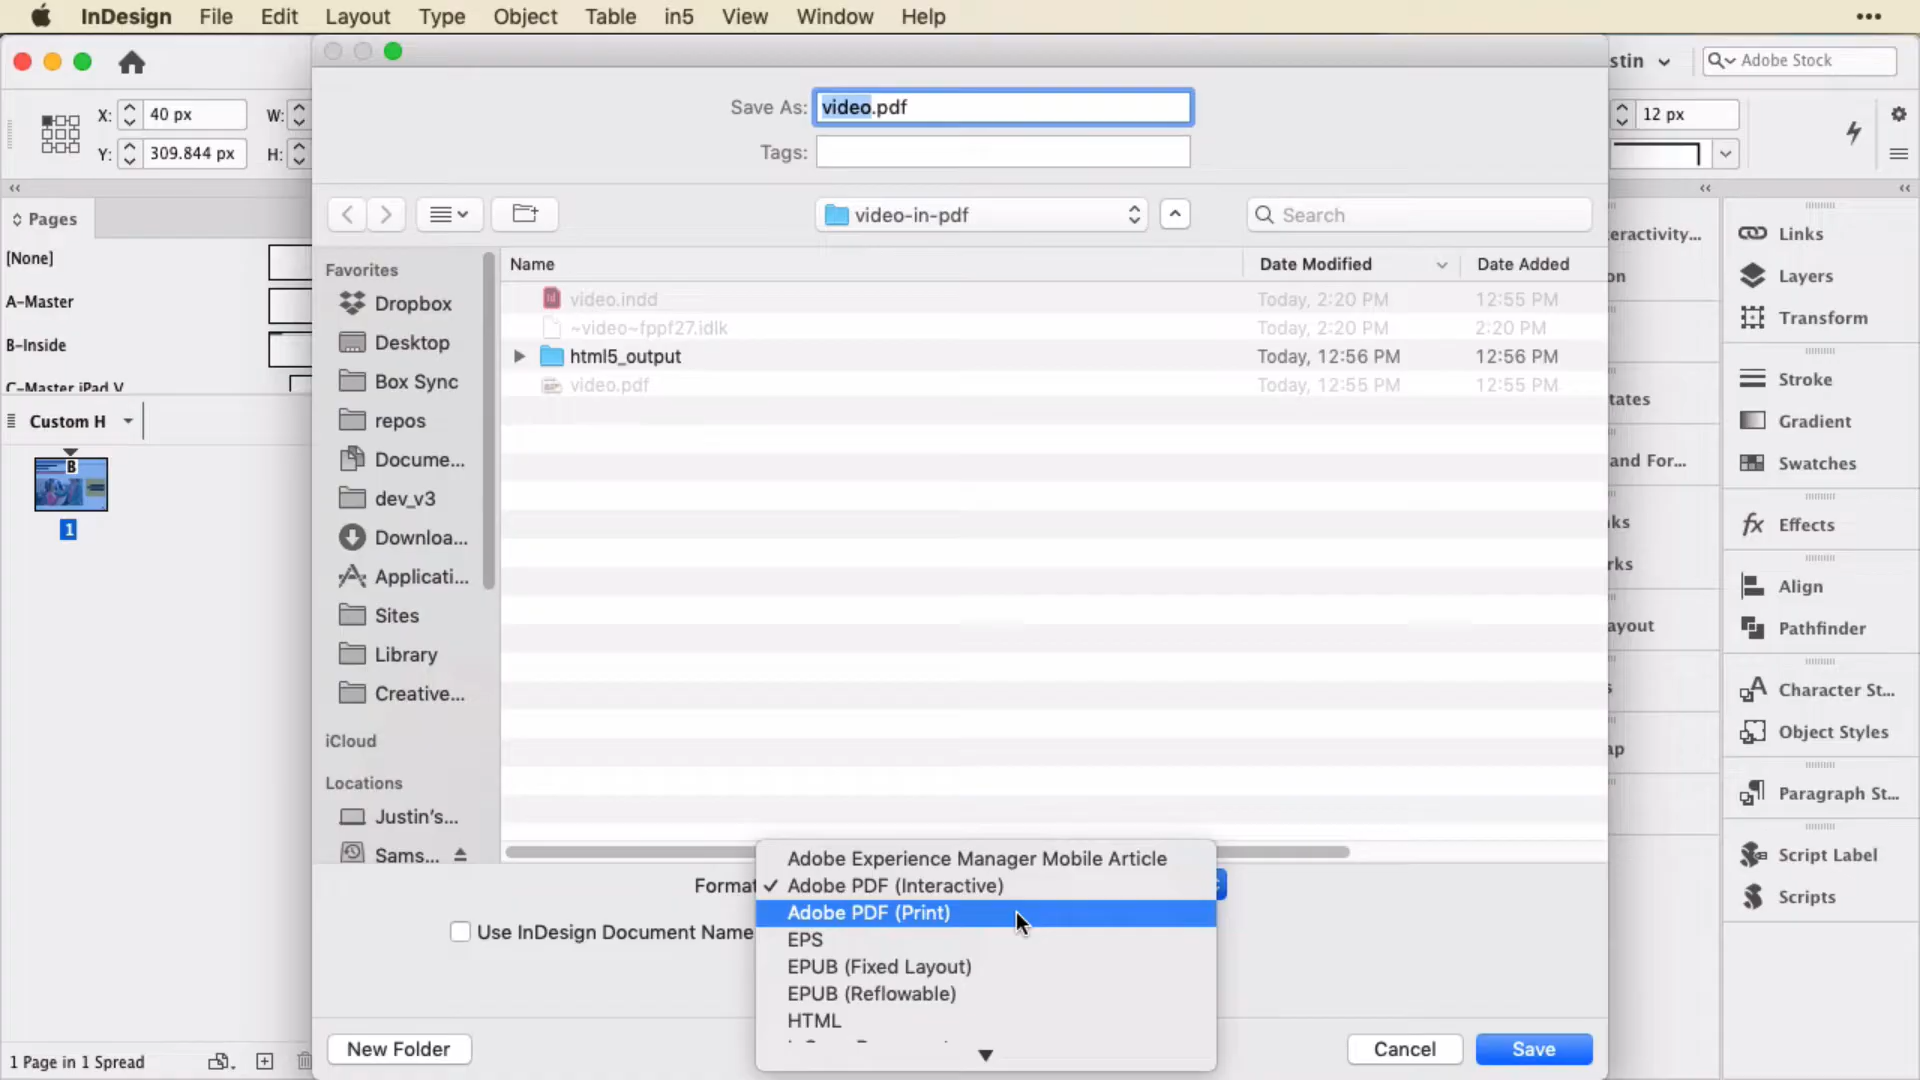 InDesign File Edit Layout Type Object Table in5 View Window Help
Save As: video.pdf
Tags:
stin
Adobe Stock
X: 40 px W:
Y: 309.844 px H:
12 px
Pages
[None]
A-Master
B-Inside
C-Master iPad V
Custom H
B
1
1 Page in 1 Spread
video-in-pdf
Search
Favorites
Dropbox
Desktop
Box Sync
repos
Docume...
dev_v3
Downloa...
Applicati...
Sites
Library
Creative...
iCloud
Locations
Justin's...
Sams...
Name Date Modified Date Added
video.indd Today, 2:20 PM 12:55 PM
~video~fppf27.idlk Today, 2:20 PM 2:20 PM
html5_output Today, 12:56 PM 12:56 PM
video.pdf Today, 12:55 PM 12:55 PM
Format
Adobe Experience Manager Mobile Article
✓ Adobe PDF (Interactive)
Adobe PDF (Print)
EPS
EPUB (Fixed Layout)
EPUB (Reflowable)
HTML
Use InDesign Document Name
New Folder
Cancel
Save
eractivity...
on
tates
and For...
ks
rks
ayout
s
ap
Links
Layers
Transform
Stroke
Gradient
Swatches
fx Effects
Align
Pathfinder
Character St...
Object Styles
Paragraph St...
Script Label
Scripts